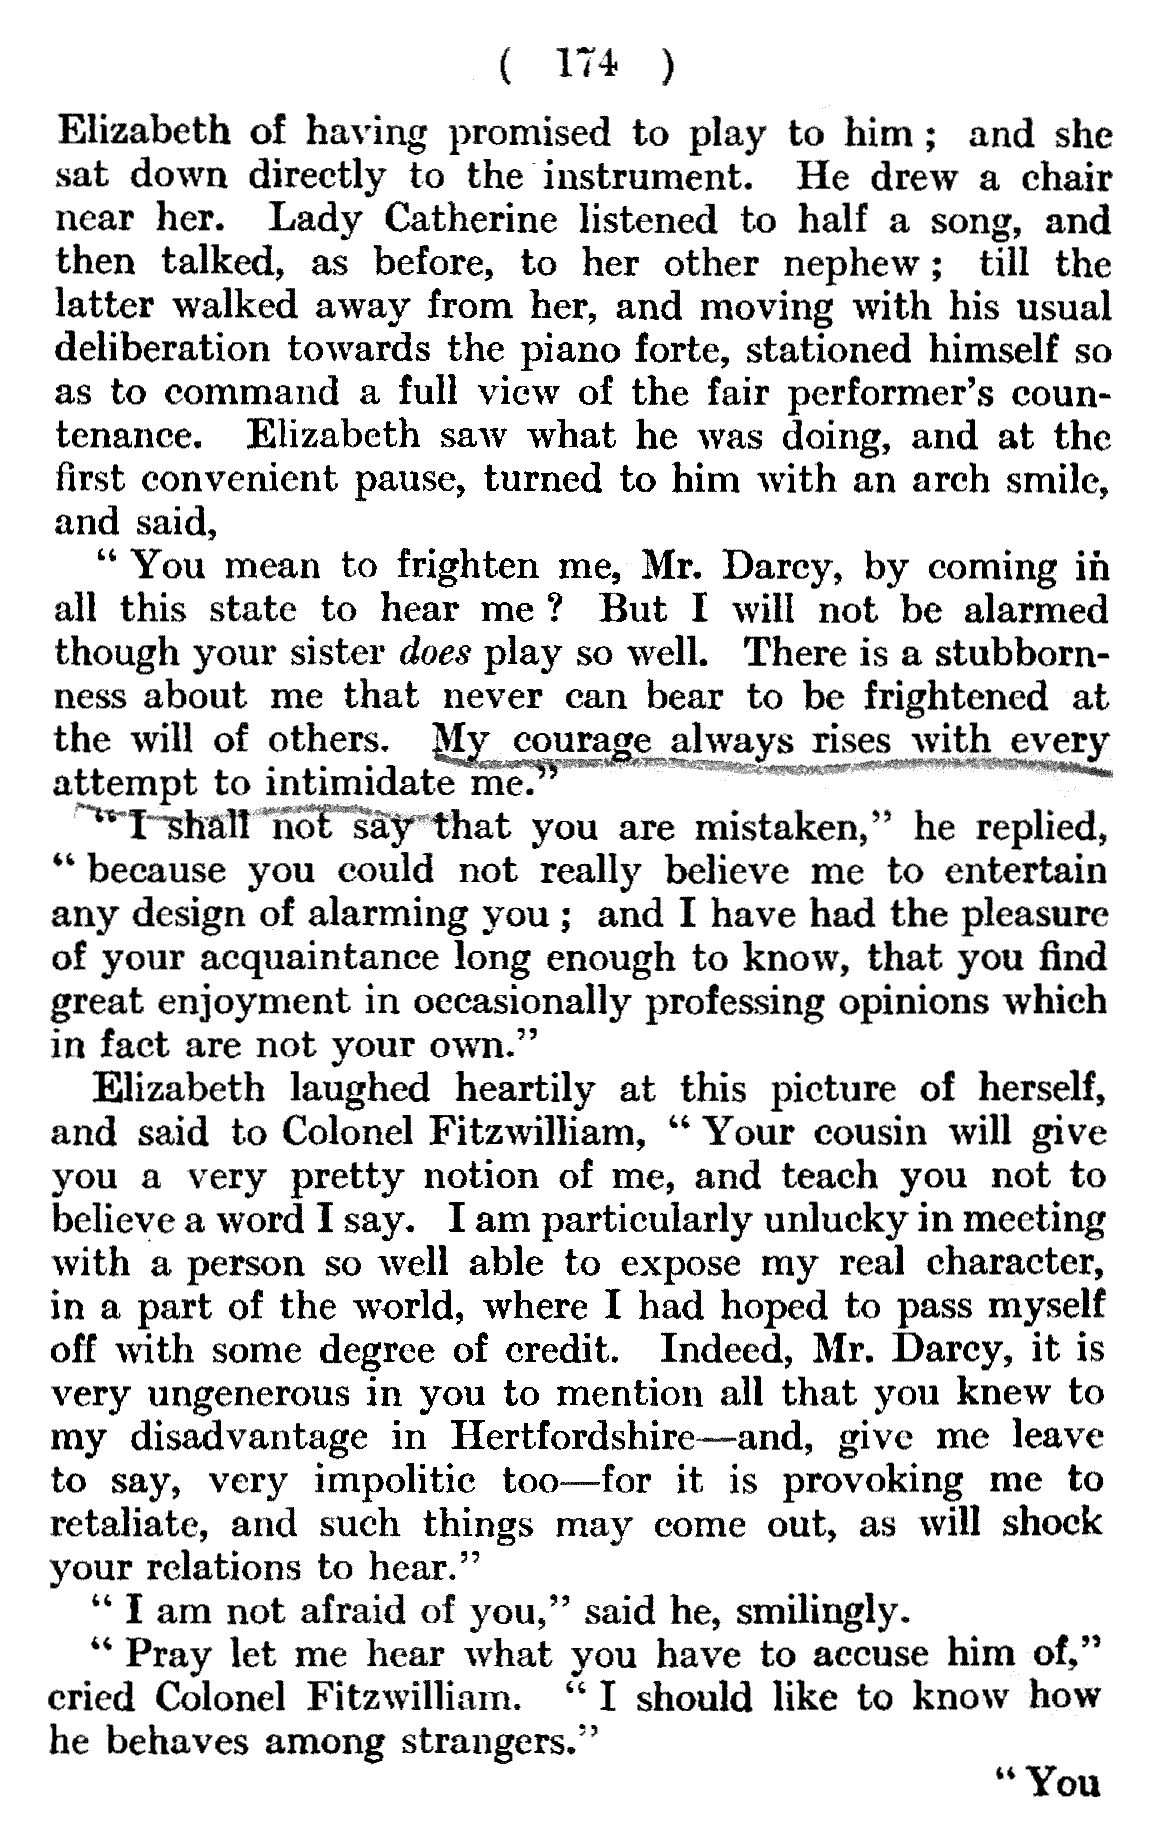 ( 174 )
Elizabeth of having promised to play to him ; and she
sat down directly to the instrument. He drew a chair
near her. Lady Catherine listened to half a song, and
then talked, as before, to her other nephew ; till the
latter walked away from her, and moving with his usual
deliberation towards the piano forte, stationed himself so
as to command a full view of the fair performer's coun-
tenance. Elizabeth saw what he was doing, and at the
first convenient pause, turned to him with an arch smile,
and said,
“ You mean to frighten me, Mr. Darcy, by coming in
all this state to hear me ? But I will not be alarmed
though your sister does play so well. There is a stubborn-
ness about me that never can bear to be frightened at
the will of others. My courage always rises with every
attempt to intimidate me.”
“ I shall not say that you are mistaken,” he replied,
“ because you could not really believe me to entertain
any design of alarming you ; and I have had the pleasure
of your acquaintance long enough to know, that you find
great enjoyment in occasionally professing opinions which
in fact are not your own.”
Elizabeth laughed heartily at this picture of herself,
and said to Colonel Fitzwilliam, “ Your cousin will give
you a very pretty notion of me, and teach you not to
believe a word I say. I am particularly unlucky in meeting
with a person so well able to expose my real character,
in a part of the world, where I had hoped to pass myself
off with some degree of credit. Indeed, Mr. Darcy, it is
very ungenerous in you to mention all that you knew to
my disadvantage in Hertfordshire—and, give me leave
to say, very impolitic too—for it is provoking me to
retaliate, and such things may come out, as will shock
your relations to hear.”
“ I am not afraid of you,” said he, smilingly.
“ Pray let me hear what you have to accuse him of,”
cried Colonel Fitzwilliam. “ I should like to know how
he behaves among strangers.”
“ You